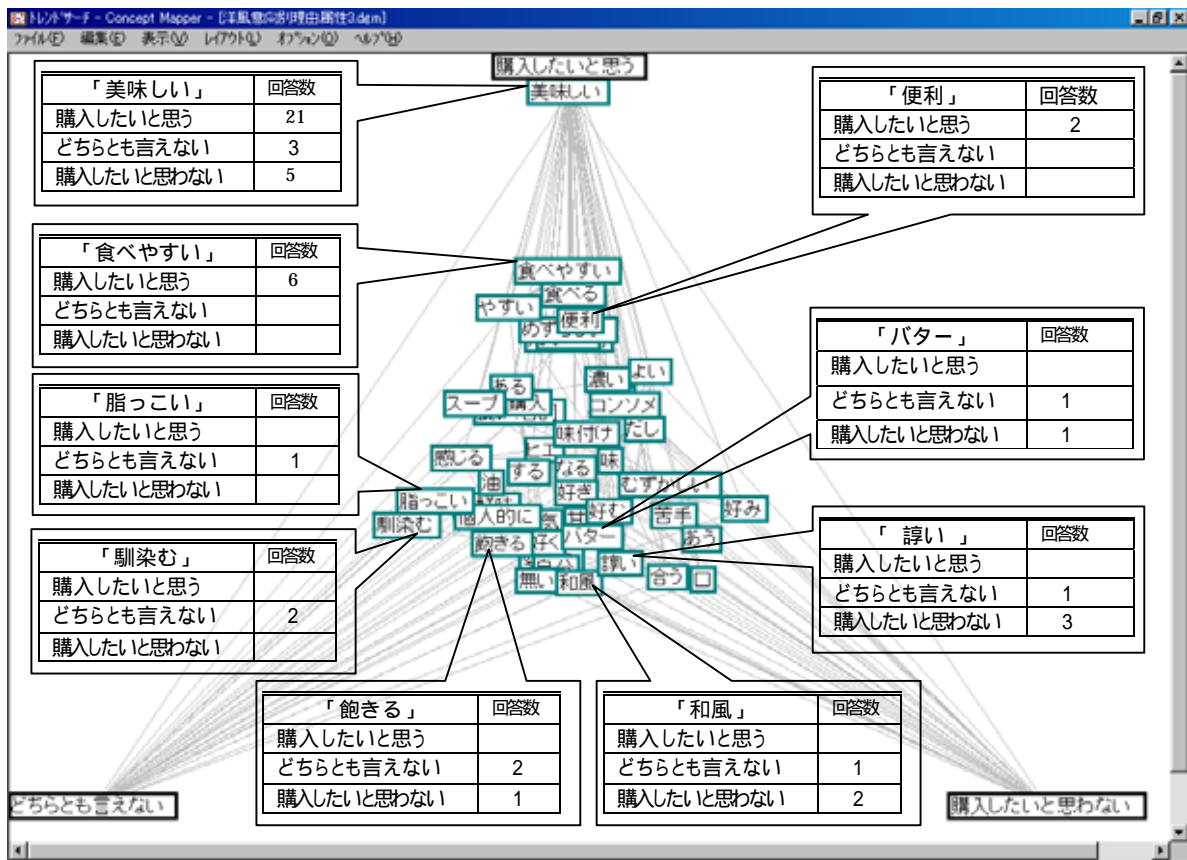 トレンドサーチ - Concept Mapper - [洋風意向別理由属性3.dgm]
ファイル(F) 編集(E) 表示(V) レイアウト(L) オプション(O) ヘルプ(H)
購入したいと思う
美味しい
「美味しい」 回答数
購入したいと思う 21
どちらとも言えない 3
購入したいと思わない 5
「便利」 回答数
購入したいと思う 2
どちらとも言えない
購入したいと思わない
「食べやすい」 回答数
購入したいと思う 6
どちらとも言えない
購入したいと思わない
食べやすい
食べる
やすい
便利
「バター」 回答数
購入したいと思う
どちらとも言えない 1
購入したいと思わない 1
「脂っこい」 回答数
購入したいと思う
どちらとも言えない 1
購入したいと思わない
よい
濃い
ある
スープ
購入
コンソメ
味付け
だし
感じる
する
なる
味
油
好き
むずかしい
脂っこい
個人的に
好む
苦手
好み
馴染む
気
飽きる
好く
バター
あう
諄い
無い
和風
合う
口
「馴染む」 回答数
購入したいと思う
どちらとも言えない 2
購入したいと思わない
「諄い」 回答数
購入したいと思う
どちらとも言えない 1
購入したいと思わない 3
「飽きる」 回答数
購入したいと思う
どちらとも言えない 2
購入したいと思わない 1
「和風」 回答数
購入したいと思う
どちらとも言えない 1
購入したいと思わない 2
どちらとも言えない
購入したいと思わない